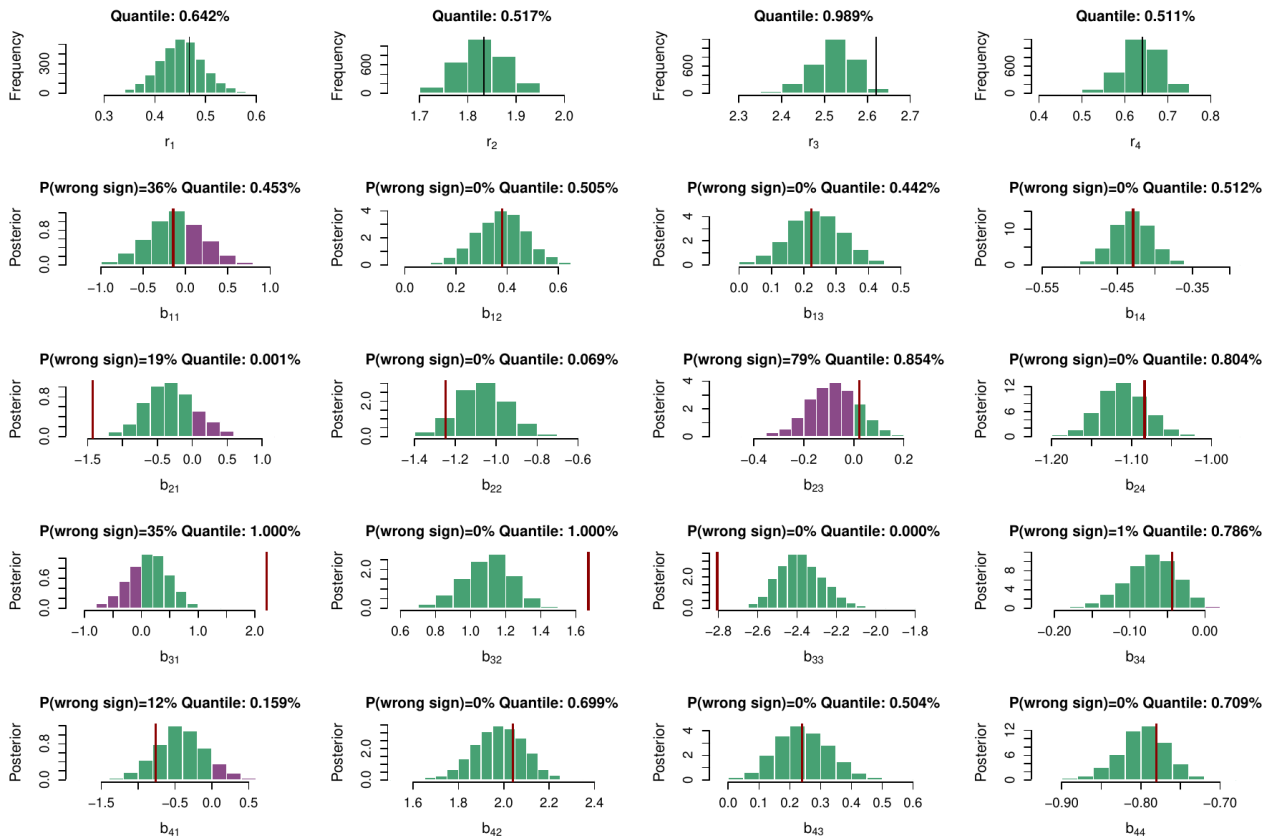 Quantile: 0.642% Quantile: 0.517% Quantile: 0.989% Quantile: 0.511%
Frequency Frequency Frequency Frequency
0 300 0 600 0 600 0 600
0.3 0.4 0.5 0.6 1.7 1.8 1.9 2.0 2.3 2.4 2.5 2.6 2.7 0.4 0.5 0.6 0.7 0.8
r1 r2 r3 r4
P(wrong sign)=36% Quantile: 0.453% P(wrong sign)=0% Quantile: 0.505% P(wrong sign)=0% Quantile: 0.442% P(wrong sign)=0% Quantile: 0.512%
Posterior Posterior Posterior Posterior
0.0 0.8 0 2 4 0 2 4 0 5 10
−1.0 −0.5 0.0 0.5 1.0 0.0 0.2 0.4 0.6 0.0 0.1 0.2 0.3 0.4 0.5 −0.55 −0.45 −0.35
b11 b12 b13 b14
P(wrong sign)=19% Quantile: 0.001% P(wrong sign)=0% Quantile: 0.069% P(wrong sign)=79% Quantile: 0.854% P(wrong sign)=0% Quantile: 0.804%
Posterior Posterior Posterior Posterior
0.0 0.8 0.0 2.0 0 2 4 0 6 12
−1.5 −0.5 0.0 0.5 1.0 −1.4 −1.2 −1.0 −0.8 −0.6 −0.4 −0.2 0.0 0.2 −1.20 −1.10 −1.00
b21 b22 b23 b24
P(wrong sign)=35% Quantile: 1.000% P(wrong sign)=0% Quantile: 1.000% P(wrong sign)=0% Quantile: 0.000% P(wrong sign)=1% Quantile: 0.786%
Posterior Posterior Posterior Posterior
0.0 0.6 0.0 2.0 0.0 2.0 0 4 8
−1.0 0.0 1.0 2.0 0.6 0.8 1.0 1.2 1.4 1.6 −2.8 −2.6 −2.4 −2.2 −2.0 −1.8 −0.20 −0.10 0.00
b31 b32 b33 b34
P(wrong sign)=12% Quantile: 0.159% P(wrong sign)=0% Quantile: 0.699% P(wrong sign)=0% Quantile: 0.504% P(wrong sign)=0% Quantile: 0.709%
Posterior Posterior Posterior Posterior
0.0 0.8 0.0 2.0 0 2 4 0 6 12
−1.5 −0.5 0.0 0.5 1.6 1.8 2.0 2.2 2.4 0.0 0.1 0.2 0.3 0.4 0.5 0.6 −0.90 −0.80 −0.70
b41 b42 b43 b44